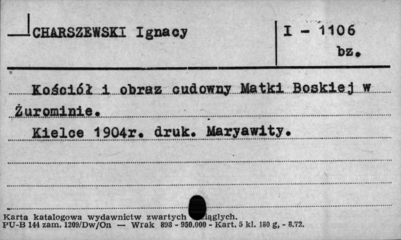 CHARSZEWSKI Ignacy
I - 1106
bz.
Kościół i obraz cudowny Matki Boskiej w
Żurominie.
Kielce 1904r. druk. Maryawity.
Karta katalogowa wydawnictw zwartych ciągłych.
PU-B 144 zam. 1209/Dw/On — Wrak 898 - 950.000 - Kart. 5 kl. 180 g, - 8.72.